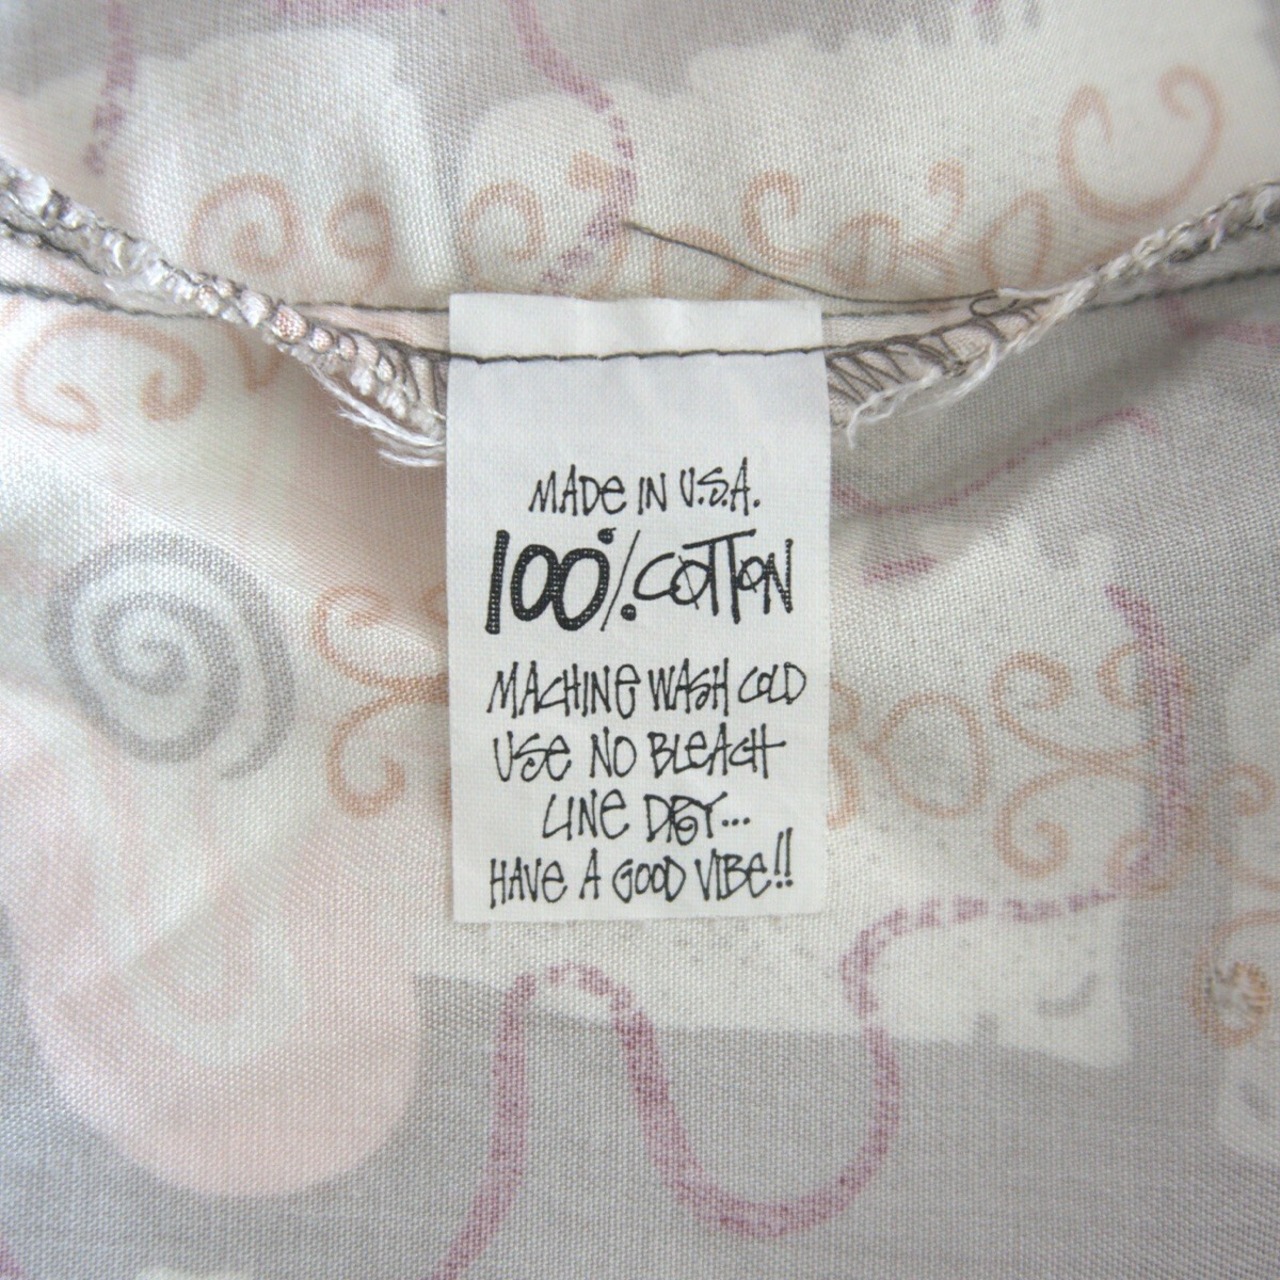 MADE IN U.S.A.
100% COTTON
MACHINE WASH COLD
USE NO BLEACH
LINE DRY...
HAVE A GOOD VIBE!!